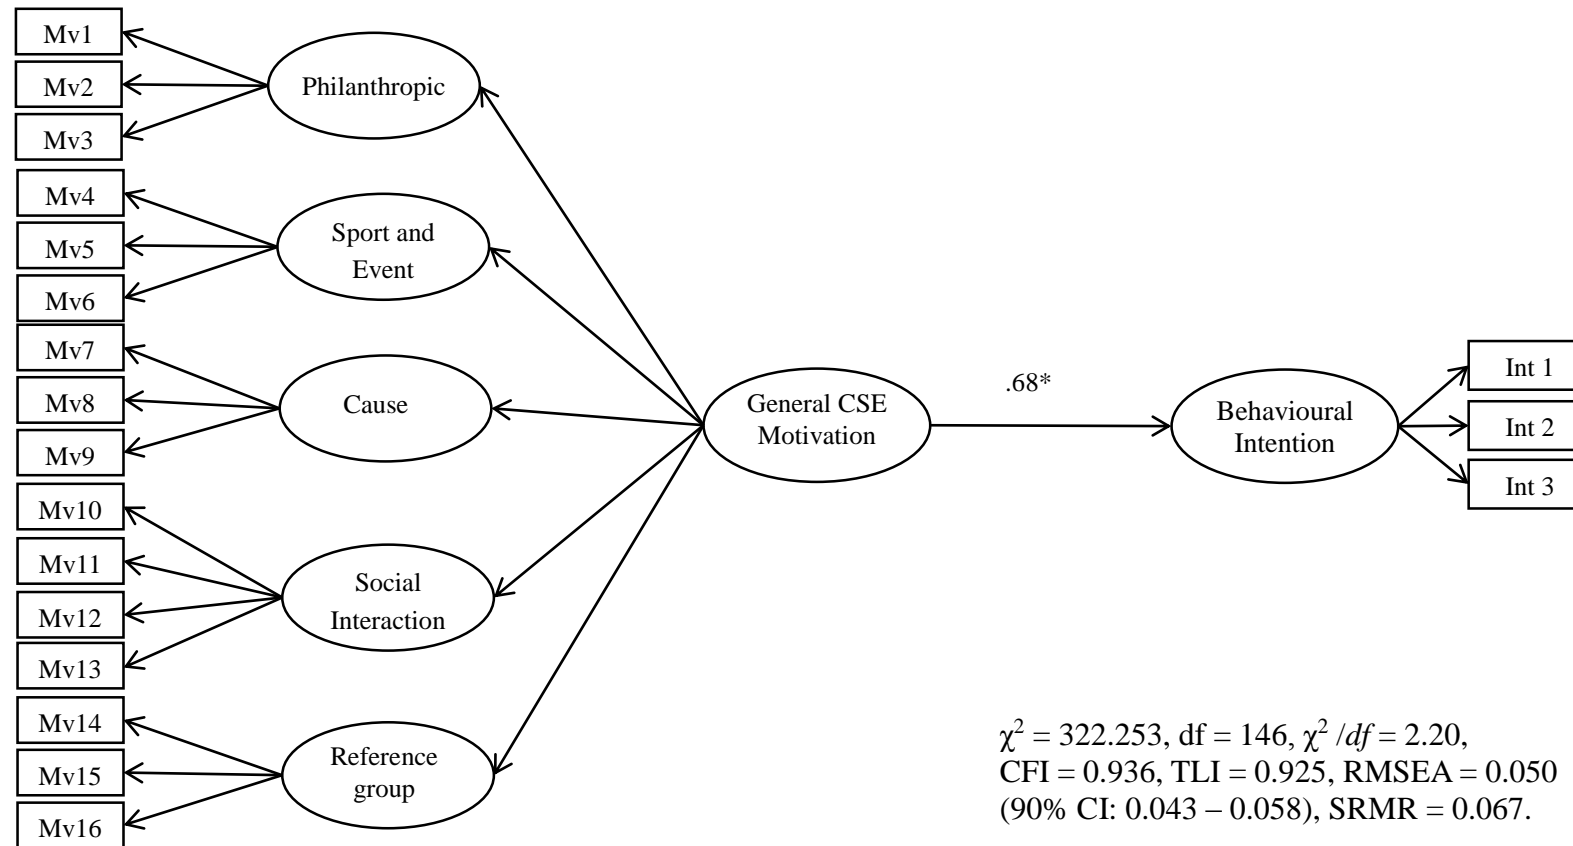 Mv1
Mv2
Mv3
Mv4
Mv5
Mv6
Mv7
Mv8
Mv9
Mv10
Mv11
Mv12
Mv13
Mv14
Mv15
Mv16
Philanthropic
Sport and
Event
Cause
Social
Interaction
Reference
group
General CSE
Motivation
.68*
Behavioural
Intention
Int 1
Int 2
Int 3
χ² = 322.253, df = 146, χ² /df = 2.20,
CFI = 0.936, TLI = 0.925, RMSEA = 0.050
(90% CI: 0.043 – 0.058), SRMR = 0.067.